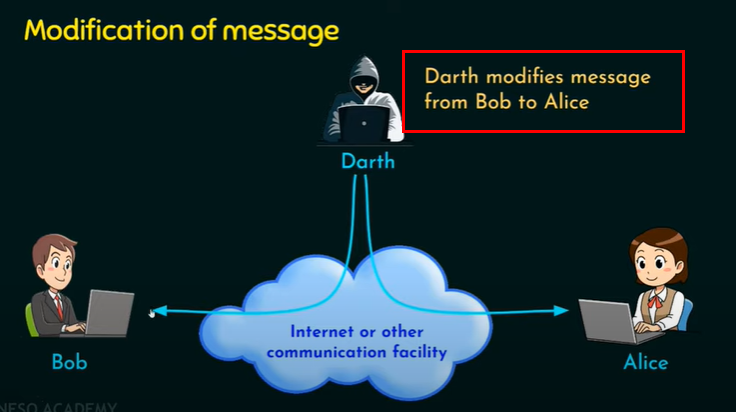 Modification of message
Darth modifies message
from Bob to Alice
Darth
Internet or other
communication facility
Bob
Alice
NESO ACADEMY